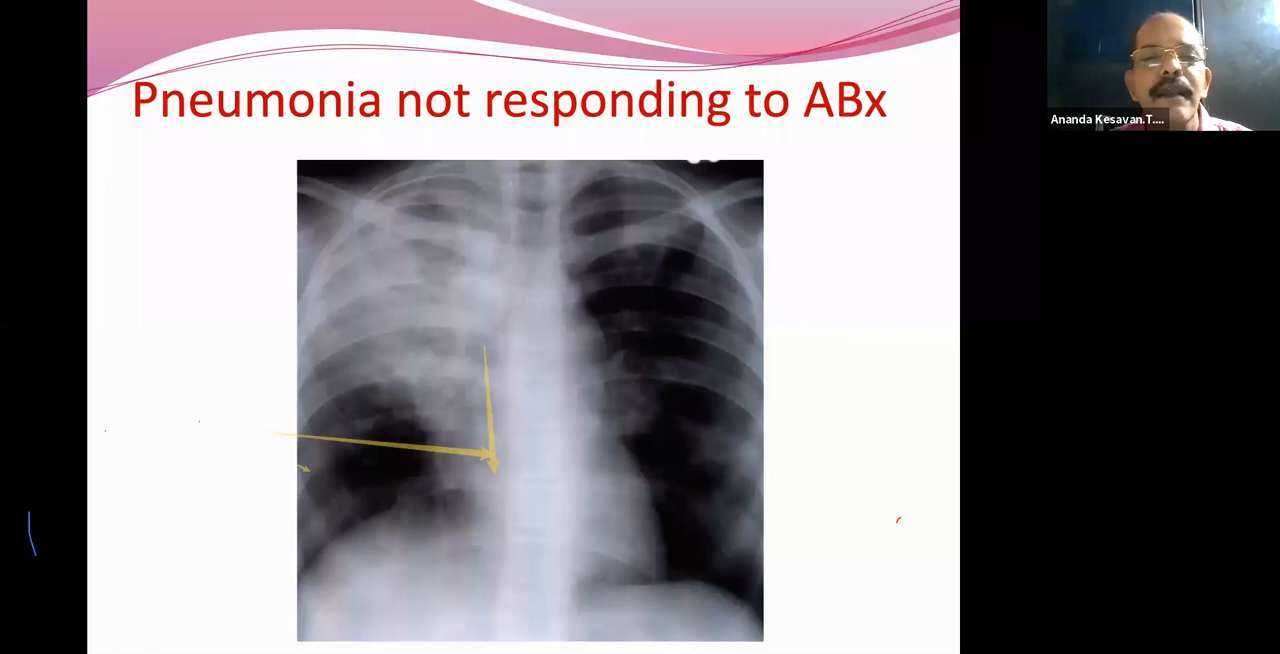 Pneumonia not responding to ABx
Ananda Kesavan.T....